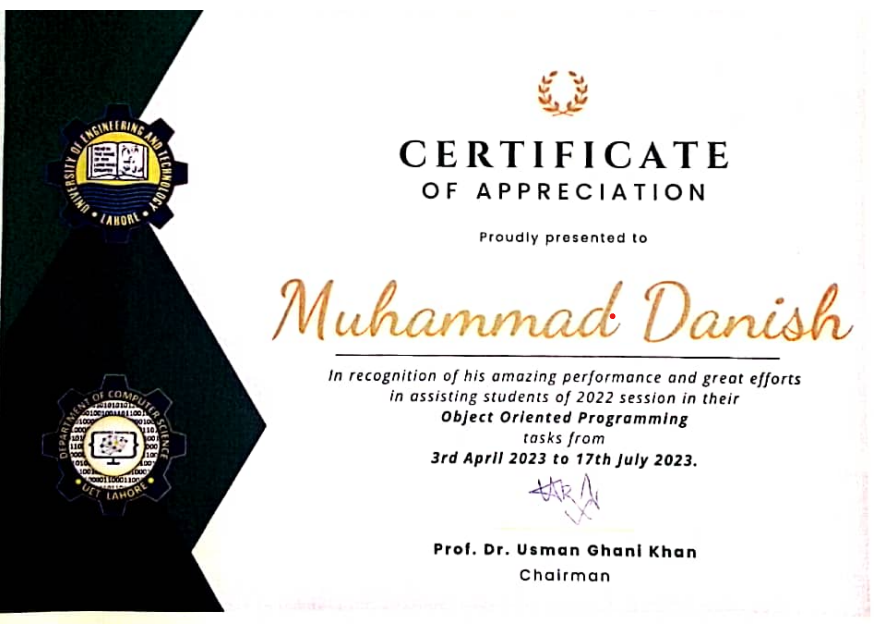 UNIVERSITY OF ENGINEERING AND TECHNOLOGY
• LAHORE •
CERTIFICATE
OF APPRECIATION
Proudly presented to
Muhammad Danish
In recognition of his amazing performance and great efforts
in assisting students of 2022 session in their
Object Oriented Programming
tasks from
3rd April 2023 to 17th July 2023.
DEPARTMENT OF COMPUTER SCIENCE
• UET LAHORE •
Prof. Dr. Usman Ghani Khan
Chairman